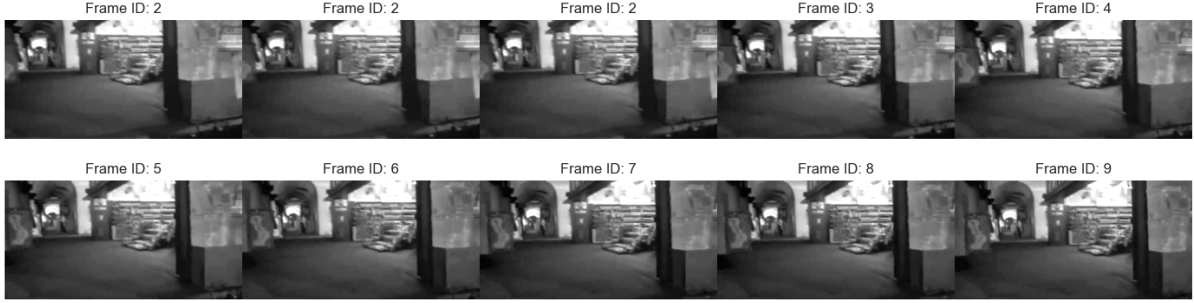 Frame ID: 2
Frame ID: 2
Frame ID: 2
Frame ID: 3
Frame ID: 4
Frame ID: 5
Frame ID: 6
Frame ID: 7
Frame ID: 8
Frame ID: 9